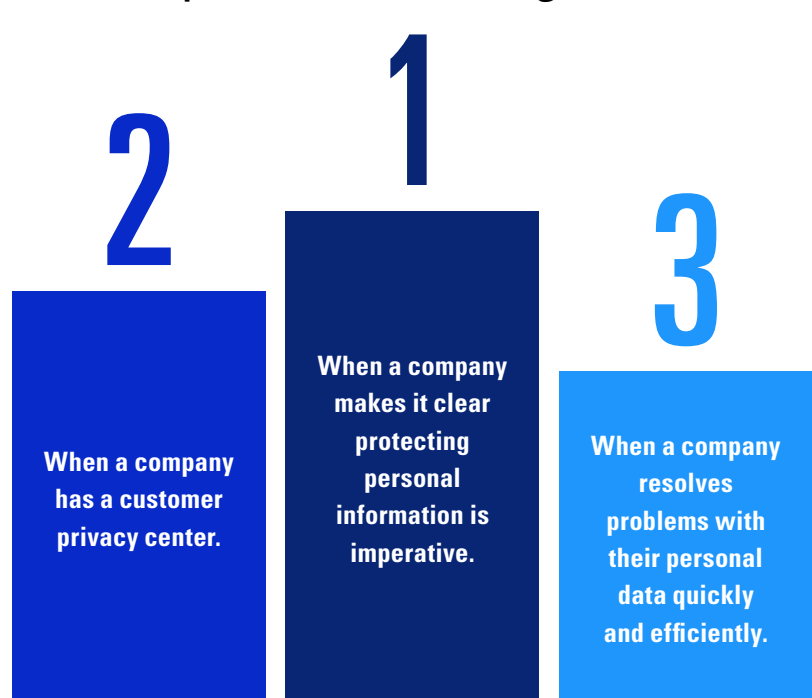 2
When a company
has a customer
privacy center.
1
When a company
makes it clear
protecting
personal
information is
imperative.
3
When a company
resolves
problems with
their personal
data quickly
and efficiently.